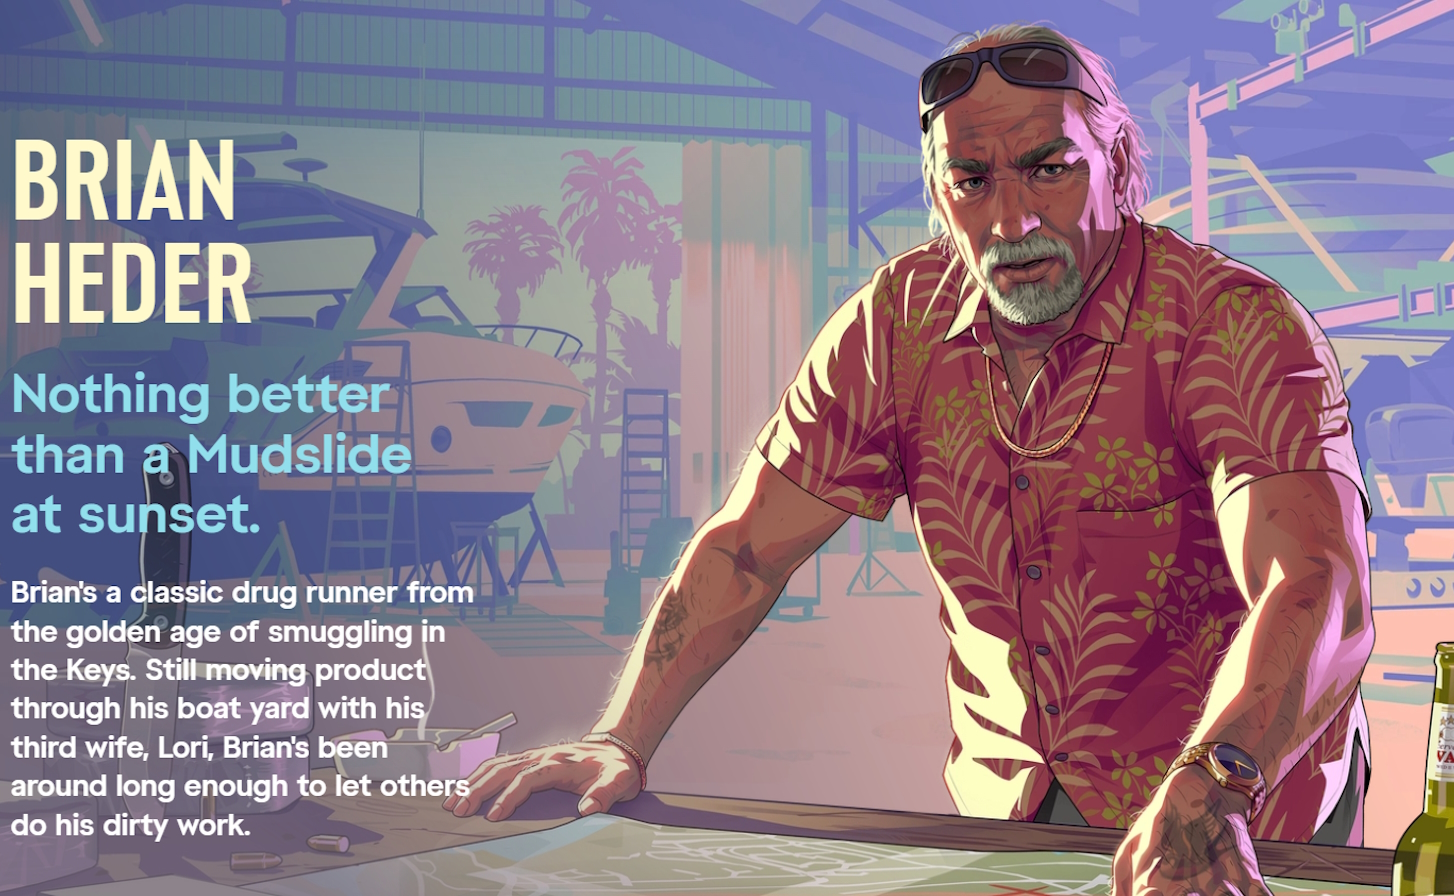 BRIAN
HEDER
Nothing better
than a Mudslide
at sunset.
Brian's a classic drug runner from
the golden age of smuggling in
the Keys. Still moving product
through his boat yard with his
third wife, Lori, Brian's been
around long enough to let others
do his dirty work.